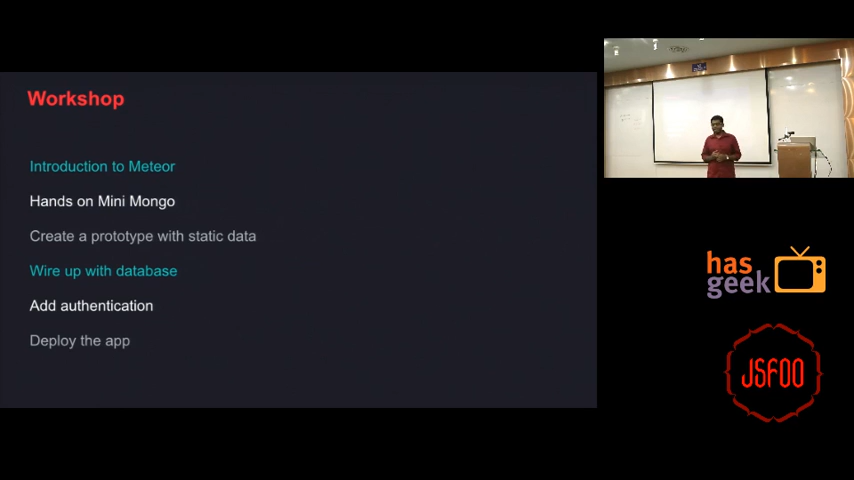 Workshop
Introduction to Meteor
Hands on Mini Mongo
Create a prototype with static data
Wire up with database
Add authentication
Deploy the app
has
geek
JSFOO